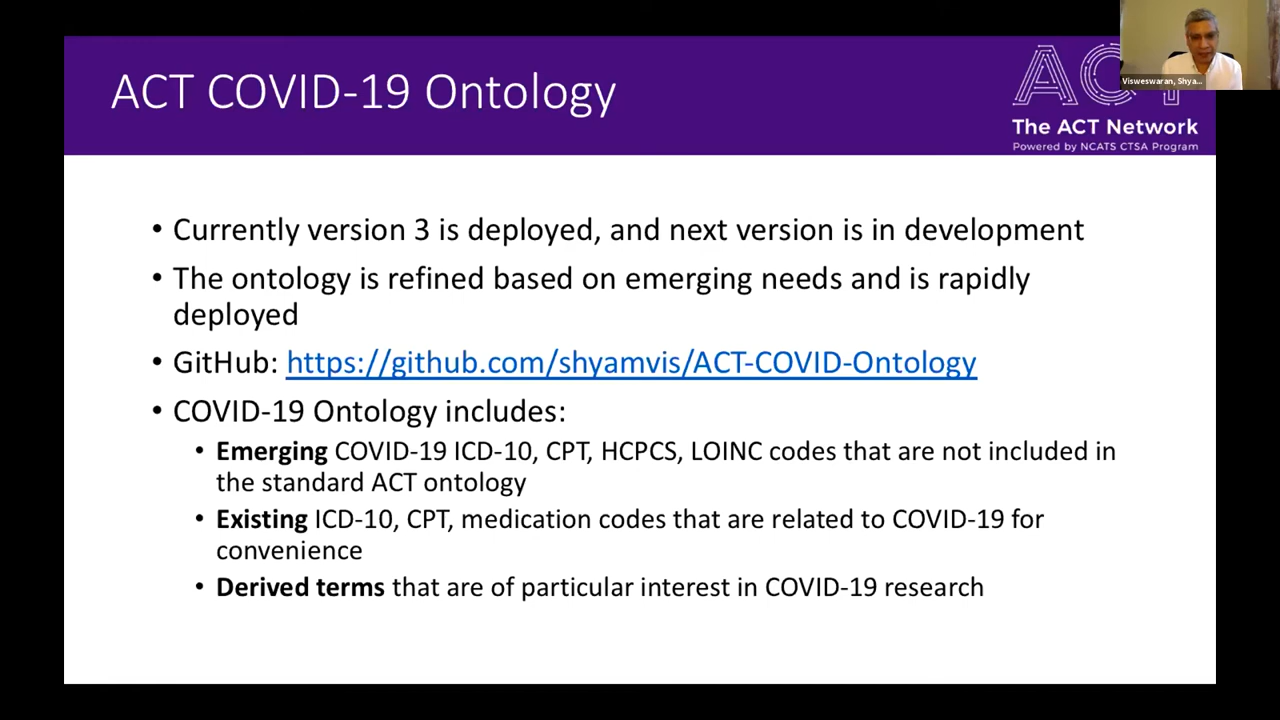 Visweswaran, Shya...
ACT COVID-19 Ontology
ACT
The ACT Network
Powered by NCATS CTSA Program
• Currently version 3 is deployed, and next version is in development
• The ontology is refined based on emerging needs and is rapidly
deployed
• GitHub: https://github.com/shyamvis/ACT-COVID-Ontology
• COVID-19 Ontology includes:
• Emerging COVID-19 ICD-10, CPT, HCPCS, LOINC codes that are not included in
the standard ACT ontology
• Existing ICD-10, CPT, medication codes that are related to COVID-19 for
convenience
• Derived terms that are of particular interest in COVID-19 research